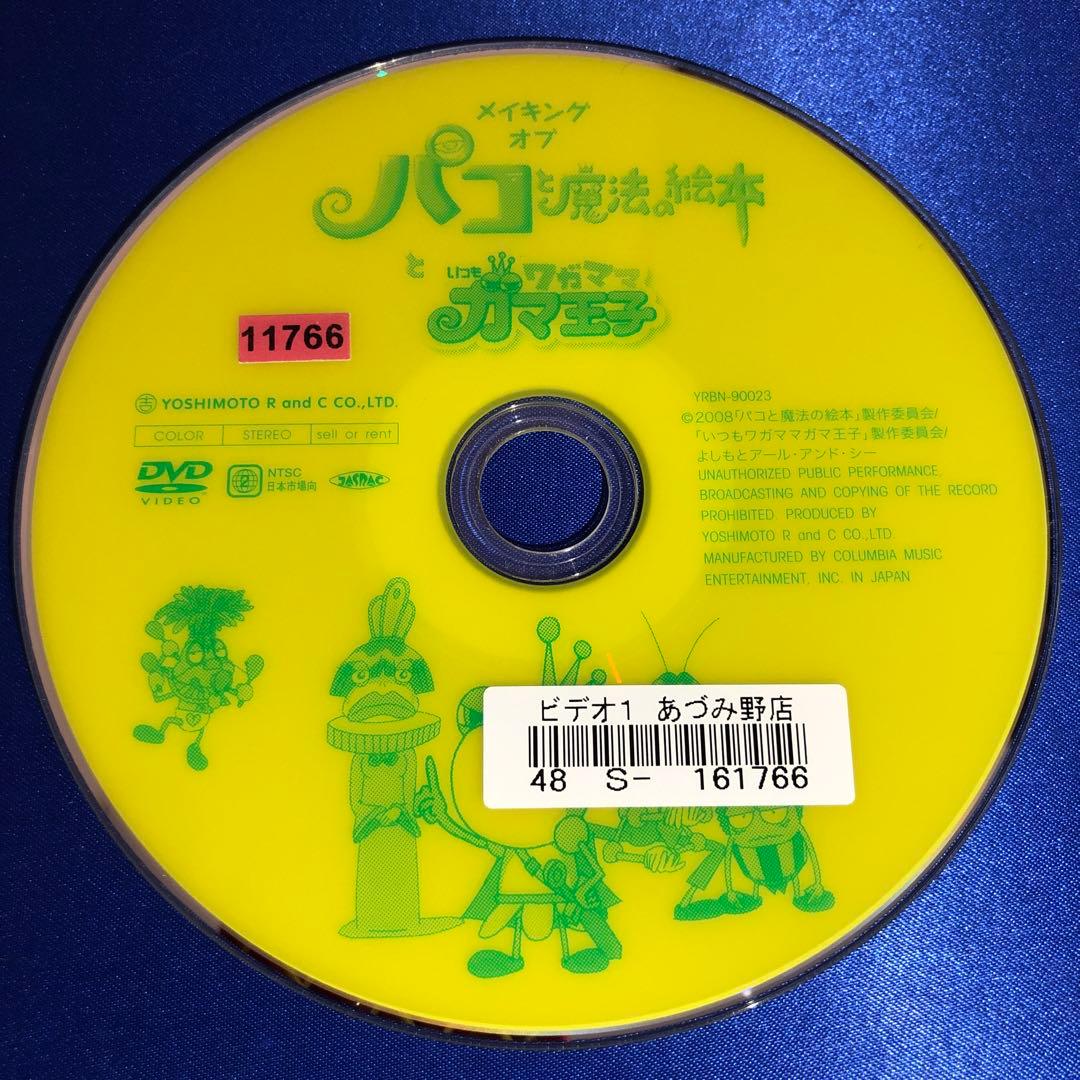 メイキング
オブ
パコと魔法の絵本
と いつもワガママ
ガマ王子
11766
吉 YOSHIMOTO R and C CO.,LTD.
COLOR STEREO sell or rent
DVD
VIDEO
2 NTSC
日本市場向
JASRAC
YRBN-90023
©2008「パコと魔法の絵本」製作委員会/
「いつもワガママガマ王子」製作委員会/
よしもとアール・アンド・シー
UNAUTHORIZED PUBLIC PERFORMANCE,
BROADCASTING AND COPYING OF THE RECORD
PROHIBITED. PRODUCED BY
YOSHIMOTO R and C CO.,LTD.
MANUFACTURED BY COLUMBIA MUSIC
ENTERTAINMENT, INC. IN JAPAN
ビデオ1 あづみ野店
48 S- 161766